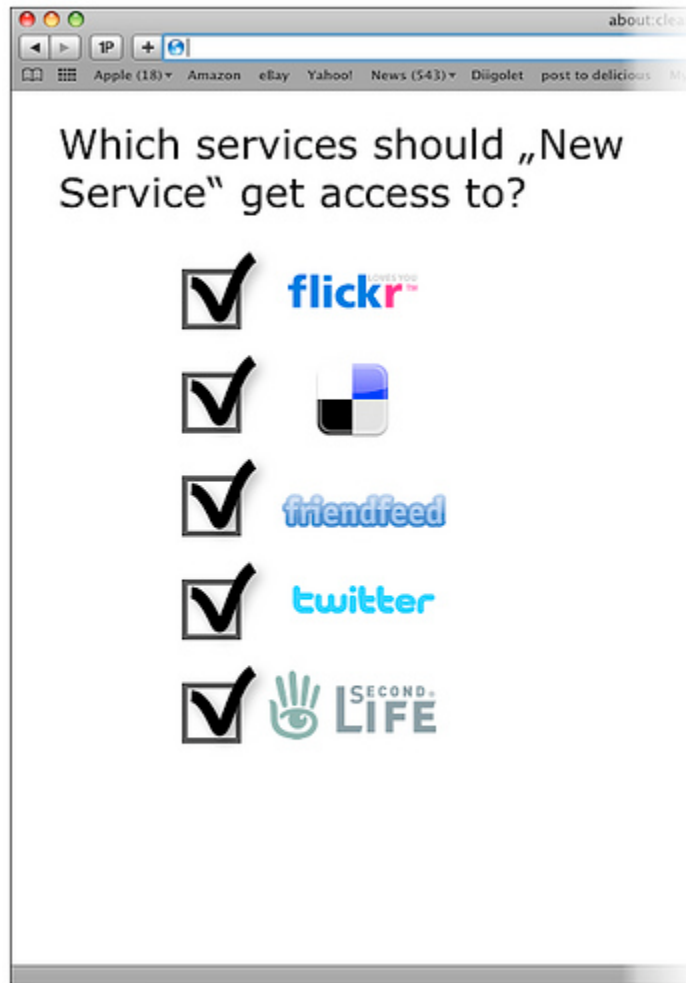 about:clea
1P
+
Apple (18) Amazon eBay Yahoo! News (543) Diigolet post to delicious
Which services should „New
Service“ get access to?
LOVES YOU
flickr™
friendfeed
twitter
SECOND®
LIFE